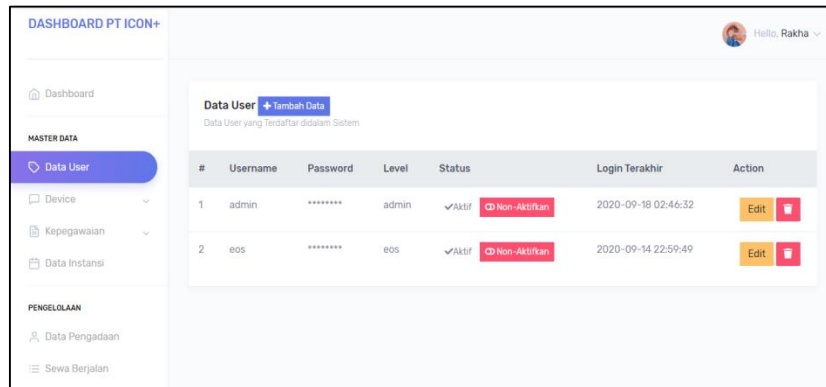 DASHBOARD PT ICON+
Hello, Rakha
Dashboard
MASTER DATA
Data User
Device
Kepegawaian
Data Instansi
PENGELOLAAN
Data Pengadaan
Sewa Berjalan
Data User + Tambah Data
Data User yang Terdaftar didalam Sistem
# Username Password Level Status Login Terakhir Action
1 admin ******** admin ✔Aktif Non-Aktifkan 2020-09-18 02:46:32 Edit
2 eos ******** eos ✔Aktif Non-Aktifkan 2020-09-14 22:59:49 Edit